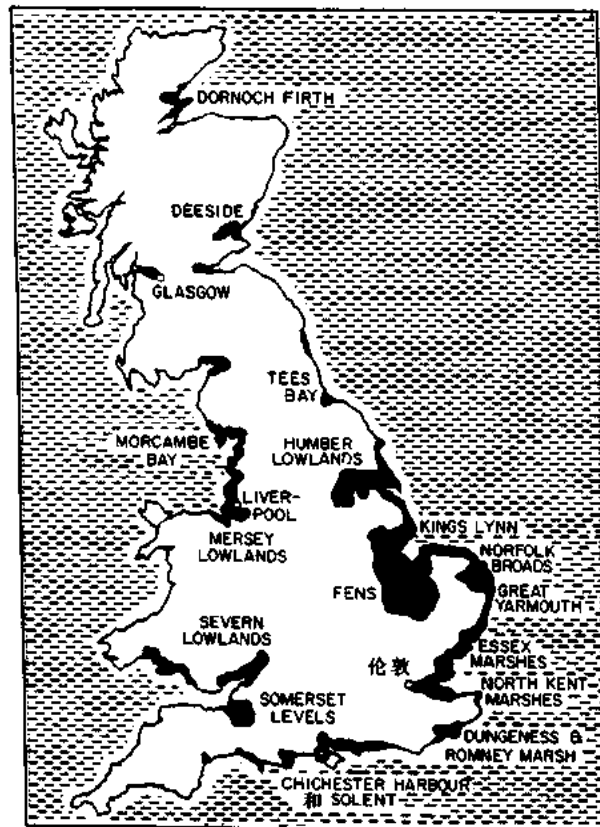 DORNOCH FIRTH
DEESIDE
GLASGOW
TEES
BAY
MORCAMBE
BAY
HUMBER
LOWLANDS
LIVER-
POOL
MERSEY
LOWLANDS
KINGS LYNN
NORFOLK
BROADS
FENS
GREAT
YARMOUTH
SEVERN
LOWLANDS
ESSEX
MARSHES
伦敦
NORTH KENT
MARSHES
SOMERSET
LEVELS
DUNGENESS &
ROMNEY MARSH
CHICHESTER HARBOUR
和 SOLENT